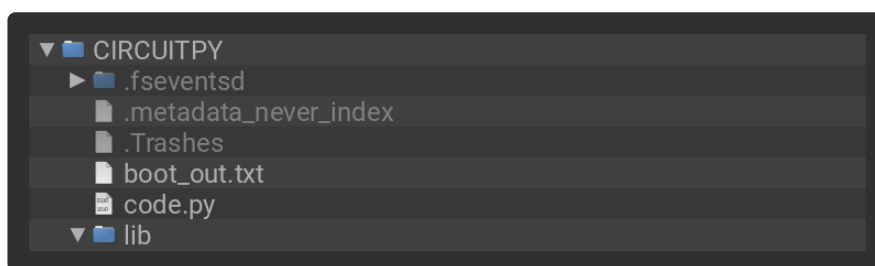 CIRCUITPY
.fseventsd
.metadata_never_index
.Trashes
boot_out.txt
code.py
lib